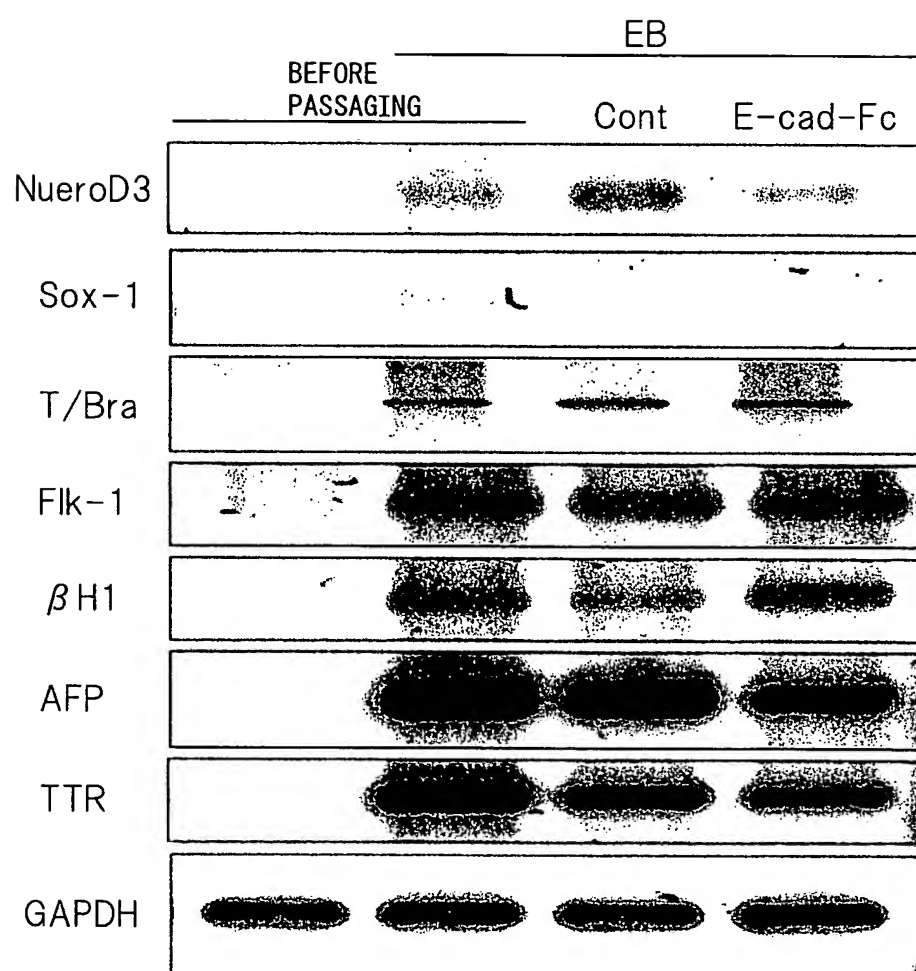 EB
BEFORE
PASSAGING
Cont E-cad-Fc
NueroD3
Sox-1
T/Bra
Flk-1
βH1
AFP
TTR
GAPDH